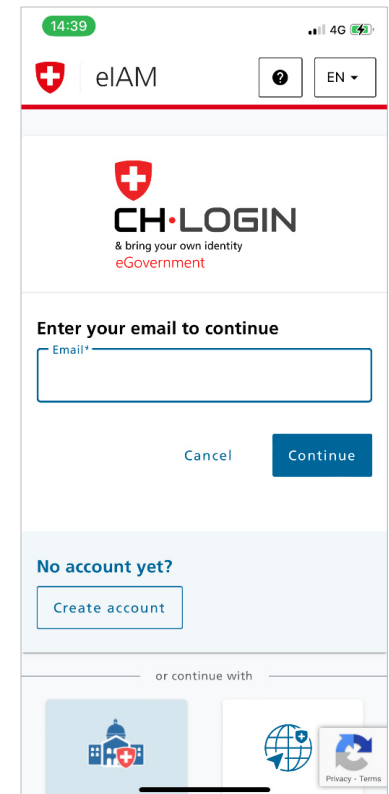 14:39
4G
eIAM
EN
CH·LOGIN
& bring your own identity
eGovernment
Enter your email to continue
Email*
Cancel
Continue
No account yet?
Create account
or continue with
Privacy - Terms